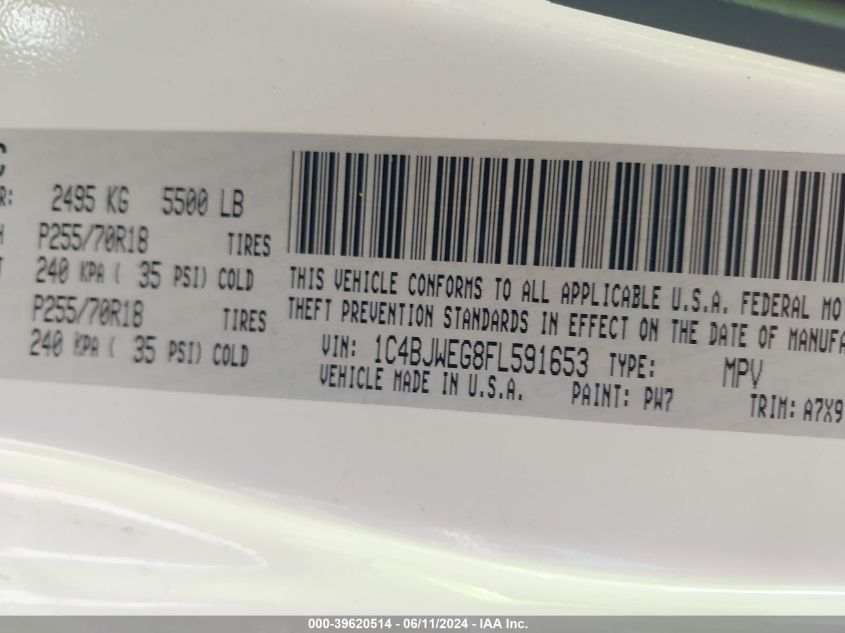 C
R: 2495 KG 5500 LB
P255/70R18 TIRES
240 KPA ( 35 PSI) COLD
P255/70R18 TIRES
240 KPA ( 35 PSI) COLD
THIS VEHICLE CONFORMS TO ALL APPLICABLE U.S.A. FEDERAL MO
THEFT PREVENTION STANDARDS IN EFFECT ON THE DATE OF MANUFA
VIN: 1C4BJWEG8FL591653 TYPE: MPV
VEHICLE MADE IN U.S.A. PAINT: PW7 TRIM: A7X9
000-39620514 - 06/11/2024 - IAA Inc.